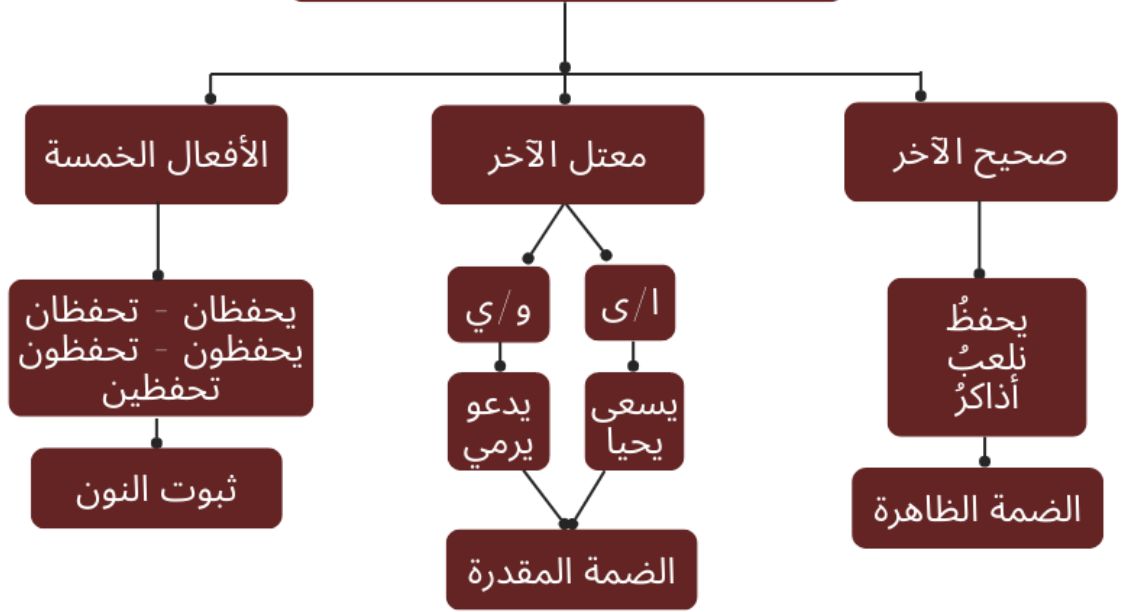 صحيح الآخر
معتل الآخر
الأفعال الخمسة
ا/ى
و/ي
يحفظُ
نلعبُ
أذاكرُ
يسعى
يحيا
يدعو
يرمي
يحفظان - تحفظان
يحفظون - تحفظون
تحفظين
الضمة الظاهرة
الضمة المقدرة
ثبوت النون